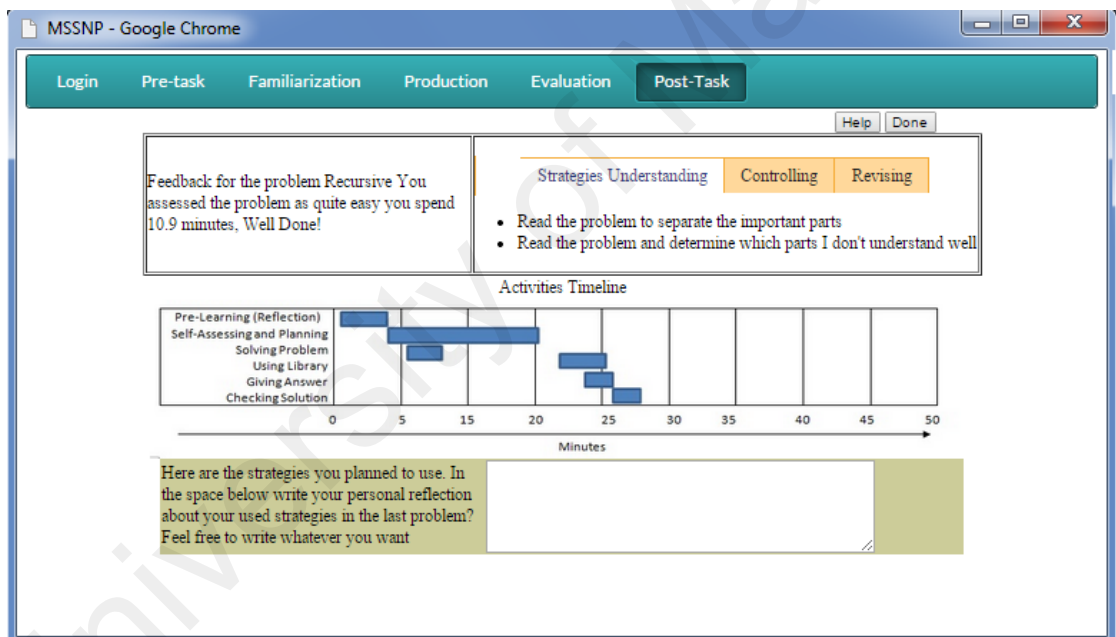 MSSNP - Google Chrome
Login Pre-task Familiarization Production Evaluation Post-Task
Help Done
Feedback for the problem Recursive You
assessed the problem as quite easy you spend
10.9 minutes, Well Done!
Strategies Understanding Controlling Revising
• Read the problem to separate the important parts
• Read the problem and determine which parts I don't understand well
Activities Timeline
Pre-Learning (Reflection)
Self-Assessing and Planning
Solving Problem
Using Library
Giving Answer
Checking Solution
0 5 15 20 25 30 35 40 45 50
Minutes
Here are the strategies you planned to use. In
the space below write your personal reflection
about your used strategies in the last problem?
Feel free to write whatever you want
University of Ma